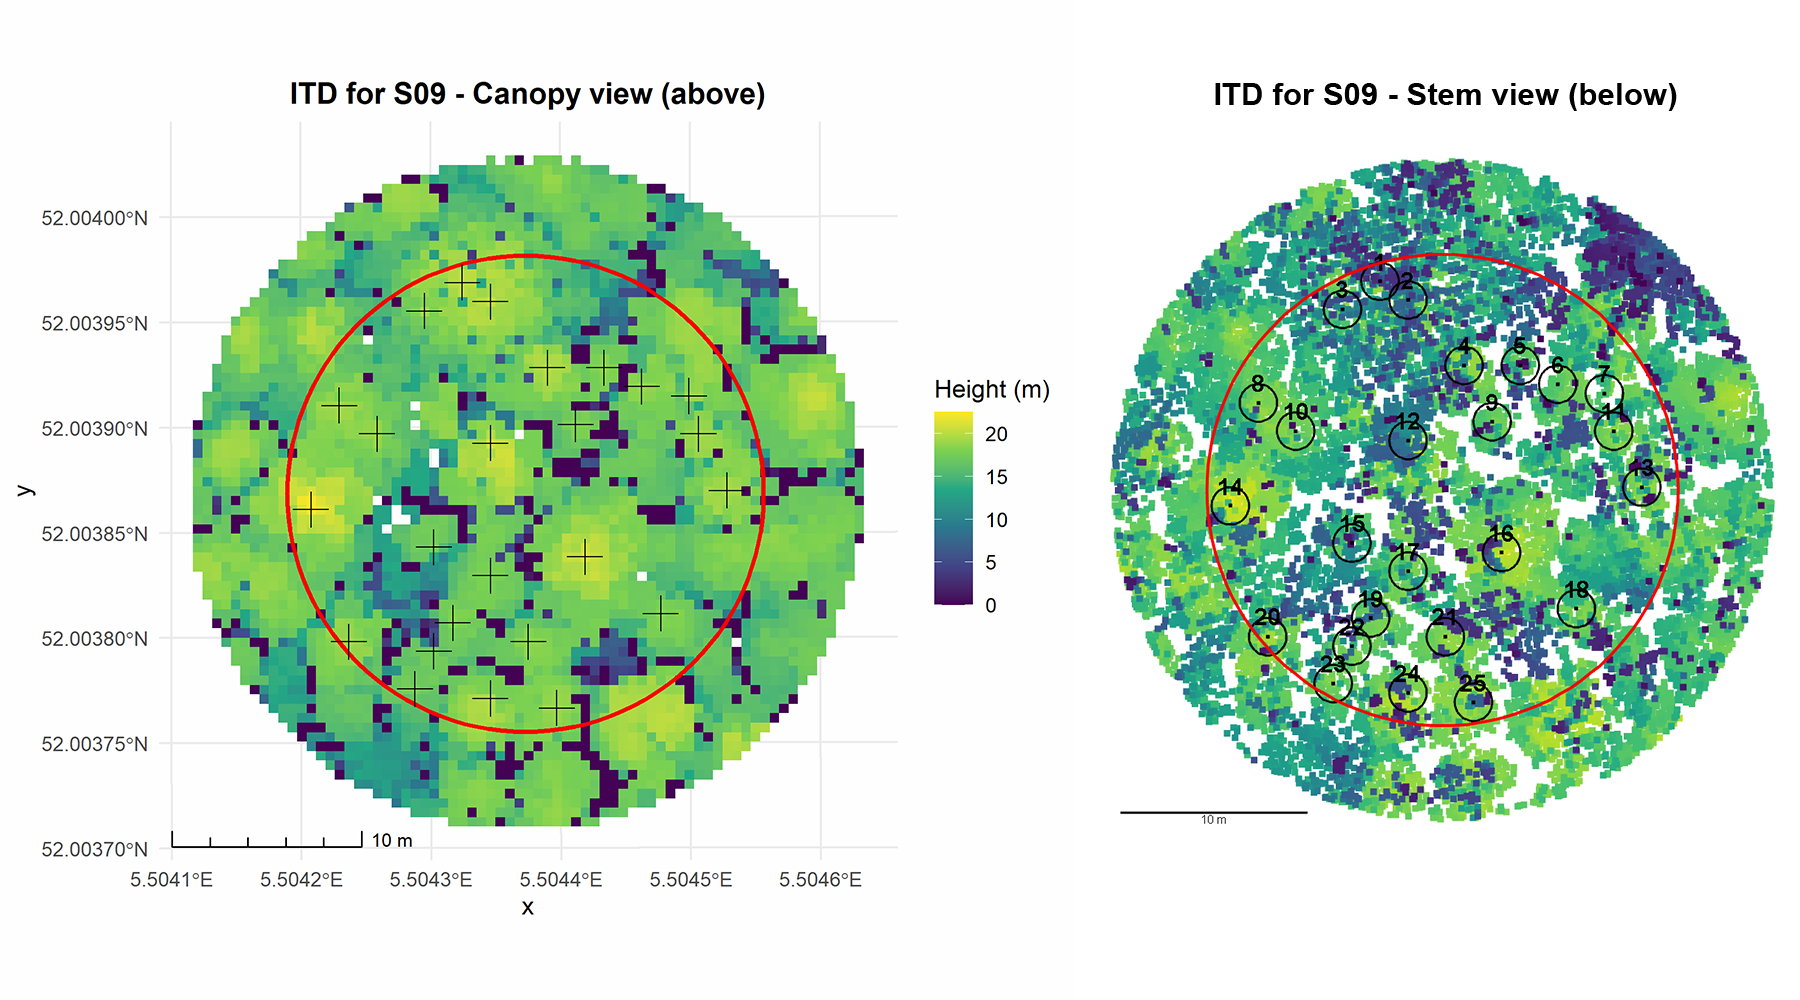 ITD for S09 - Canopy view (above)
ITD for S09 - Stem view (below)
52.00400°N
52.00395°N
52.00390°N
52.00385°N
52.00380°N
52.00375°N
52.00370°N
y
10 m
5.5041°E 5.5042°E 5.5043°E 5.5044°E 5.5045°E 5.5046°E
x
Height (m)
20
15
10
5
0
1
2
3
4
5
6
7
8
9
10
11
12
13
14
15
16
17
18
19
20
21
22
23
24
25
10 m